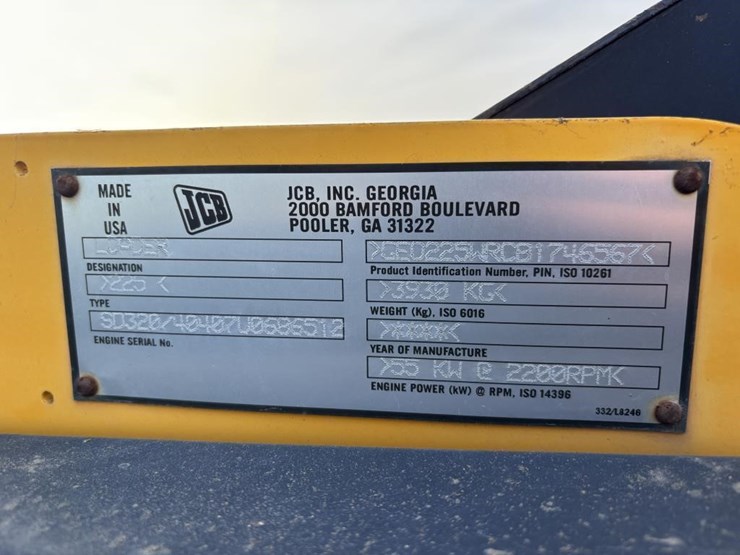 MADE
IN
USA
JCB
JCB, INC. GEORGIA
2000 BAMFORD BOULEVARD
POOLER, GA 31322
LOADER
DESIGNATION
>225 <
TYPE
SD320/40407U0686512
ENGINE SERIAL No.
>GEO225WRCB1746567<
Product Identification Number, PIN, ISO 10261
>3930 KG<
WEIGHT (Kg), ISO 6016
YEAR OF MANUFACTURE
>55 KW @ 2200RPM<
ENGINE POWER (kW) @ RPM, ISO 14396
332/L8246